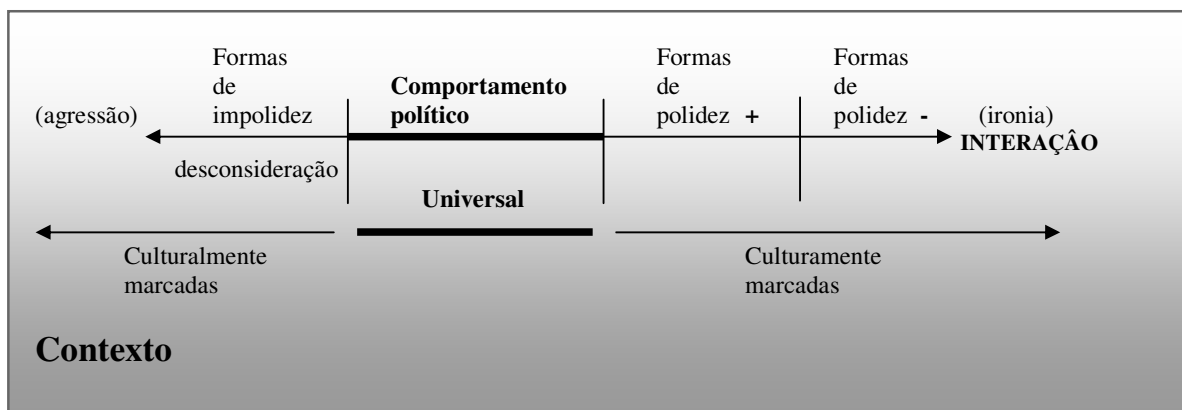 Formas
de
impolidez
Comportamento
político
Formas
de
polidez +
Formas
de
polidez -
(agressão)
(ironia)
INTERAÇÂO
desconsideração
Universal
Culturalmente
marcadas
Culturamente
marcadas
Contexto